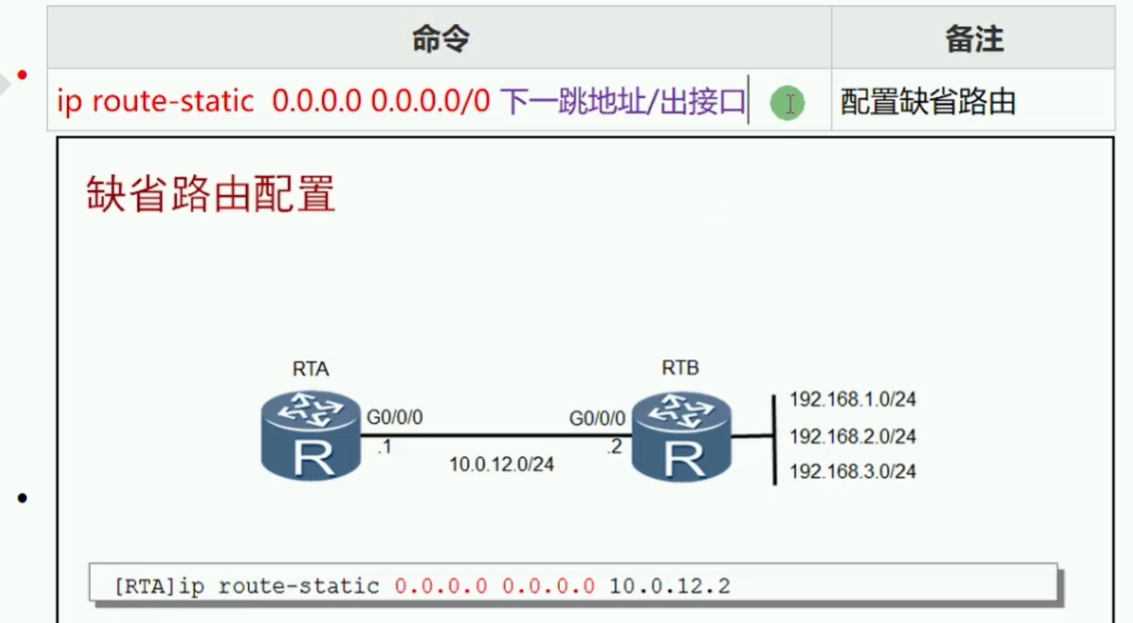 命令 备注
ip route-static 0.0.0.0 0.0.0.0/0 下一跳地址/出接口 配置缺省路由
缺省路由配置
RTA RTB
G0/0/0 G0/0/0 192.168.1.0/24
R .1 10.0.12.0/24 .2 R 192.168.2.0/24
192.168.3.0/24
[RTA]ip route-static 0.0.0.0 0.0.0.0 10.0.12.2